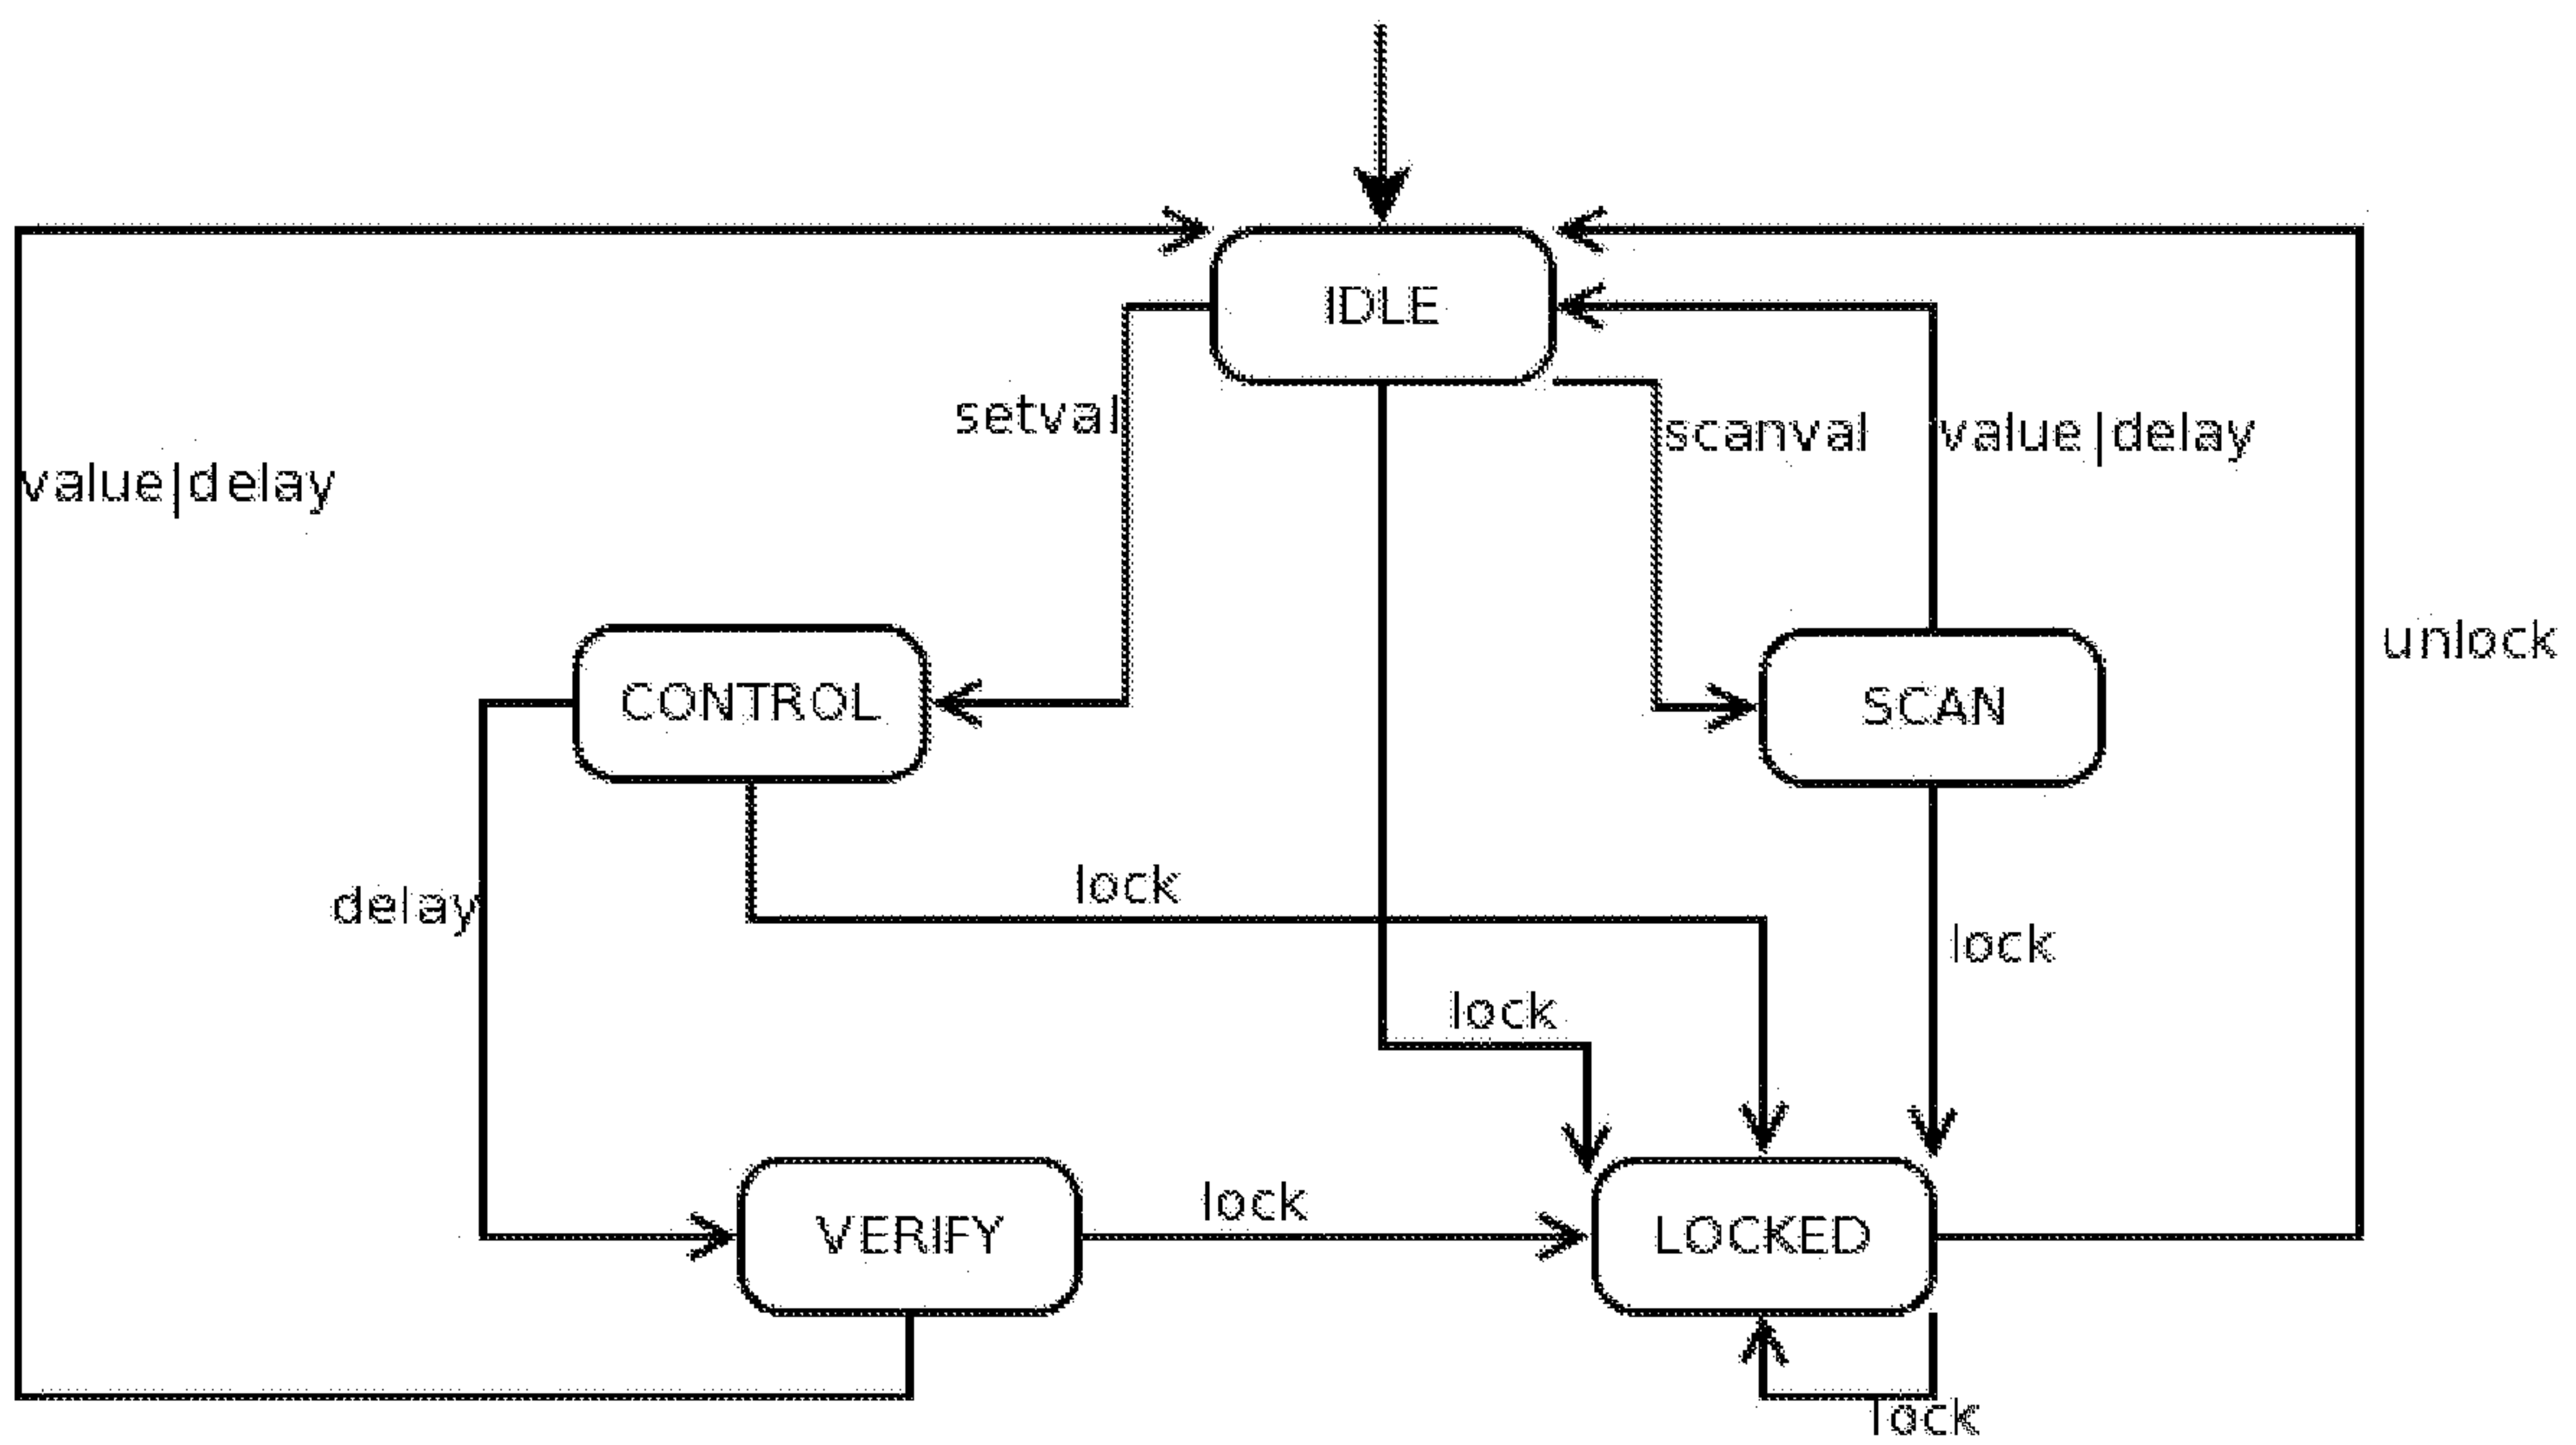 IDLE
setval
scanval
value|delay
value|delay
unlock
CONTROL
SCAN
lock
delay
lock
lock
lock
VERIFY
LOCKED
lock